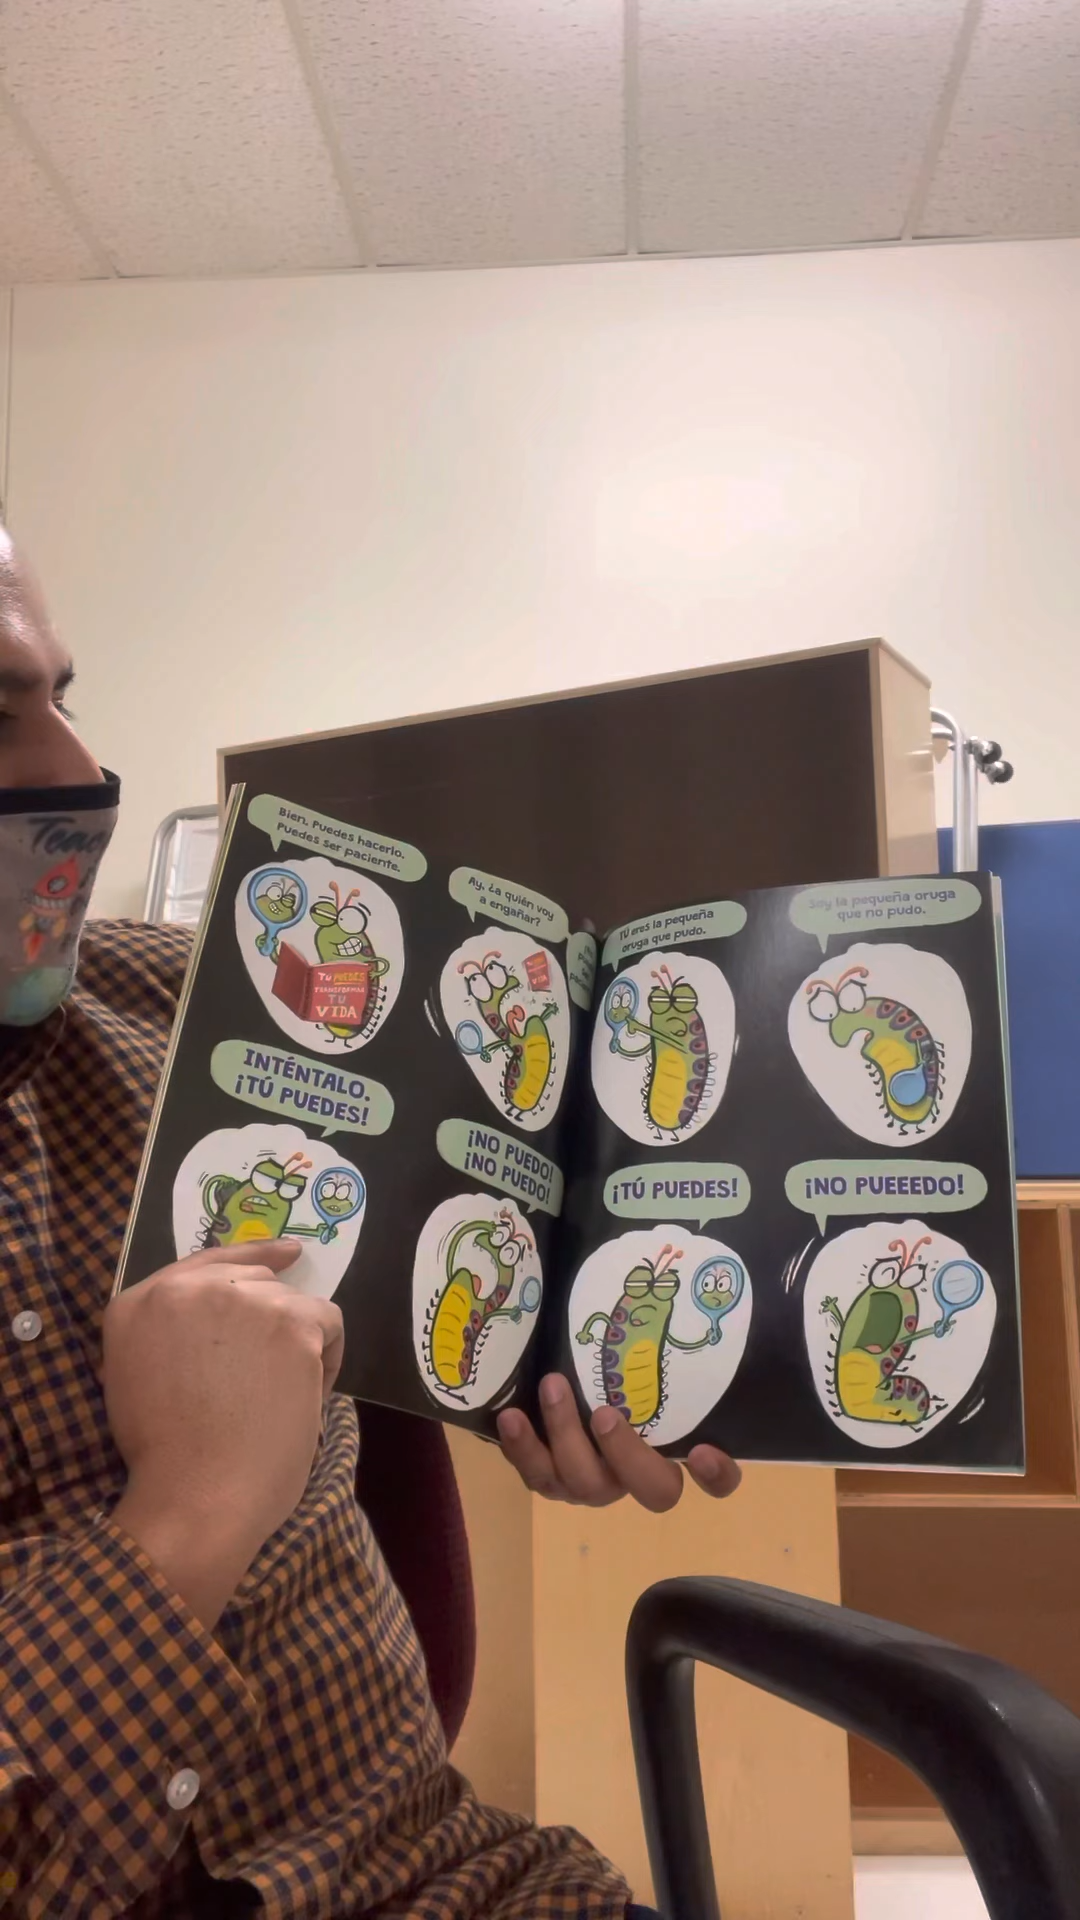 Teac
Bien. Puedes hacerlo.
Puedes ser paciente.
TÚ PUEDES
TRANSFORMAR
TU
VIDA
Ay, ¿a quién voy
a engañar?
INTÉNTALO.
¡TÚ PUEDES!
¡NO PUEDO!
¡NO PUEDO!
TÚ eres la pequeña
oruga que pudo.
Soy la pequeña oruga
que no pudo.
¡TÚ PUEDES!
¡NO PUEEEDO!